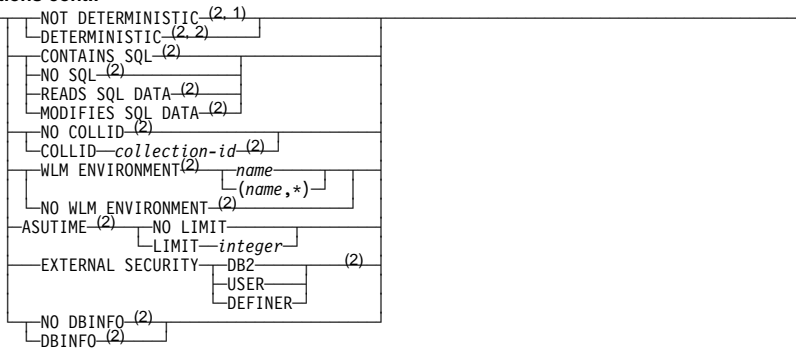 NOT DETERMINISTIC (2, 1)
DETERMINISTIC (2, 2)
CONTAINS SQL (2)
NO SQL (2)
READS SQL DATA (2)
MODIFIES SQL DATA (2)
NO COLLID (2)
COLLID collection-id (2)
WLM ENVIRONMENT (2) name
(name,*)
NO WLM ENVIRONMENT (2)
ASUTIME (2) NO LIMIT
LIMIT integer
EXTERNAL SECURITY DB2 (2)
USER
DEFINER
NO DBINFO (2)
DBINFO (2)